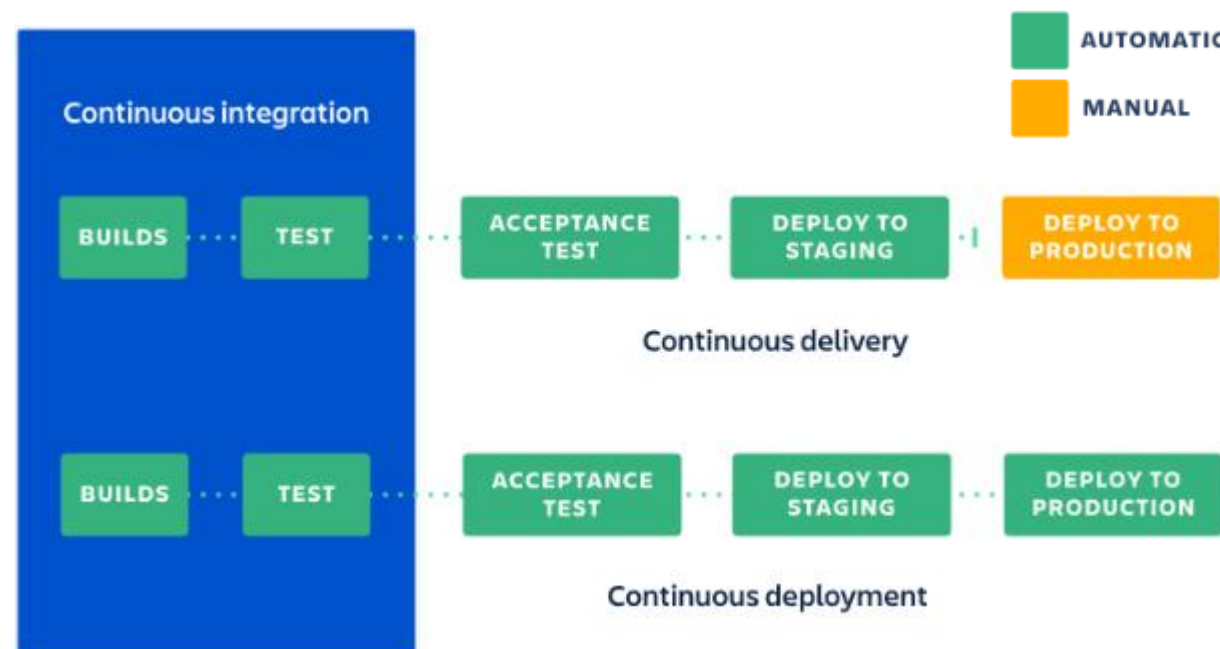 AUTOMATIC
MANUAL
Continuous integration
BUILDS
TEST
ACCEPTANCE
TEST
DEPLOY TO
STAGING
DEPLOY TO
PRODUCTION
Continuous delivery
BUILDS
TEST
ACCEPTANCE
TEST
DEPLOY TO
STAGING
DEPLOY TO
PRODUCTION
Continuous deployment